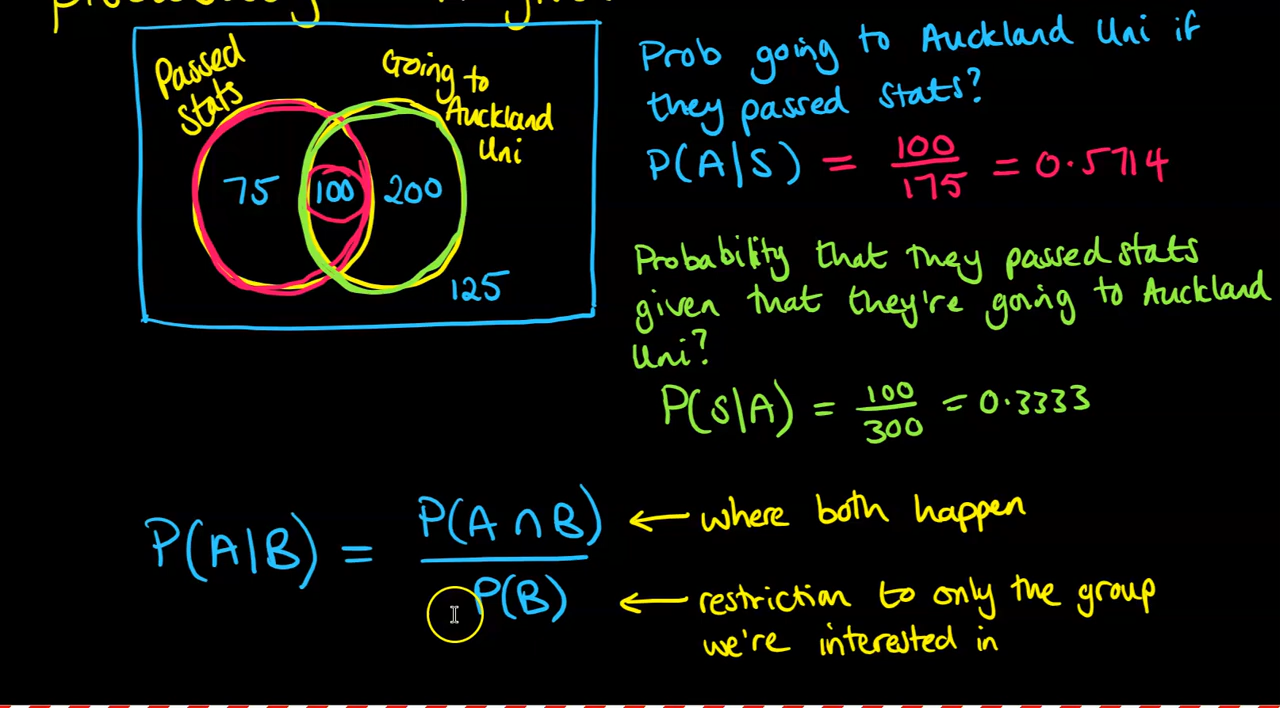 Passed
stats
Going to
Auckland
Uni
75 100 200
125
Prob going to Auckland Uni if
they passed stats?
P(A|S) = 100/175 = 0.5714
Probability that they passed stats
given that they're going to Auckland
Uni?
P(S|A) = 100/300 = 0.3333
P(A|B) = P(A ∩ B)/P(B)
← where both happen
← restriction to only the group
we're interested in